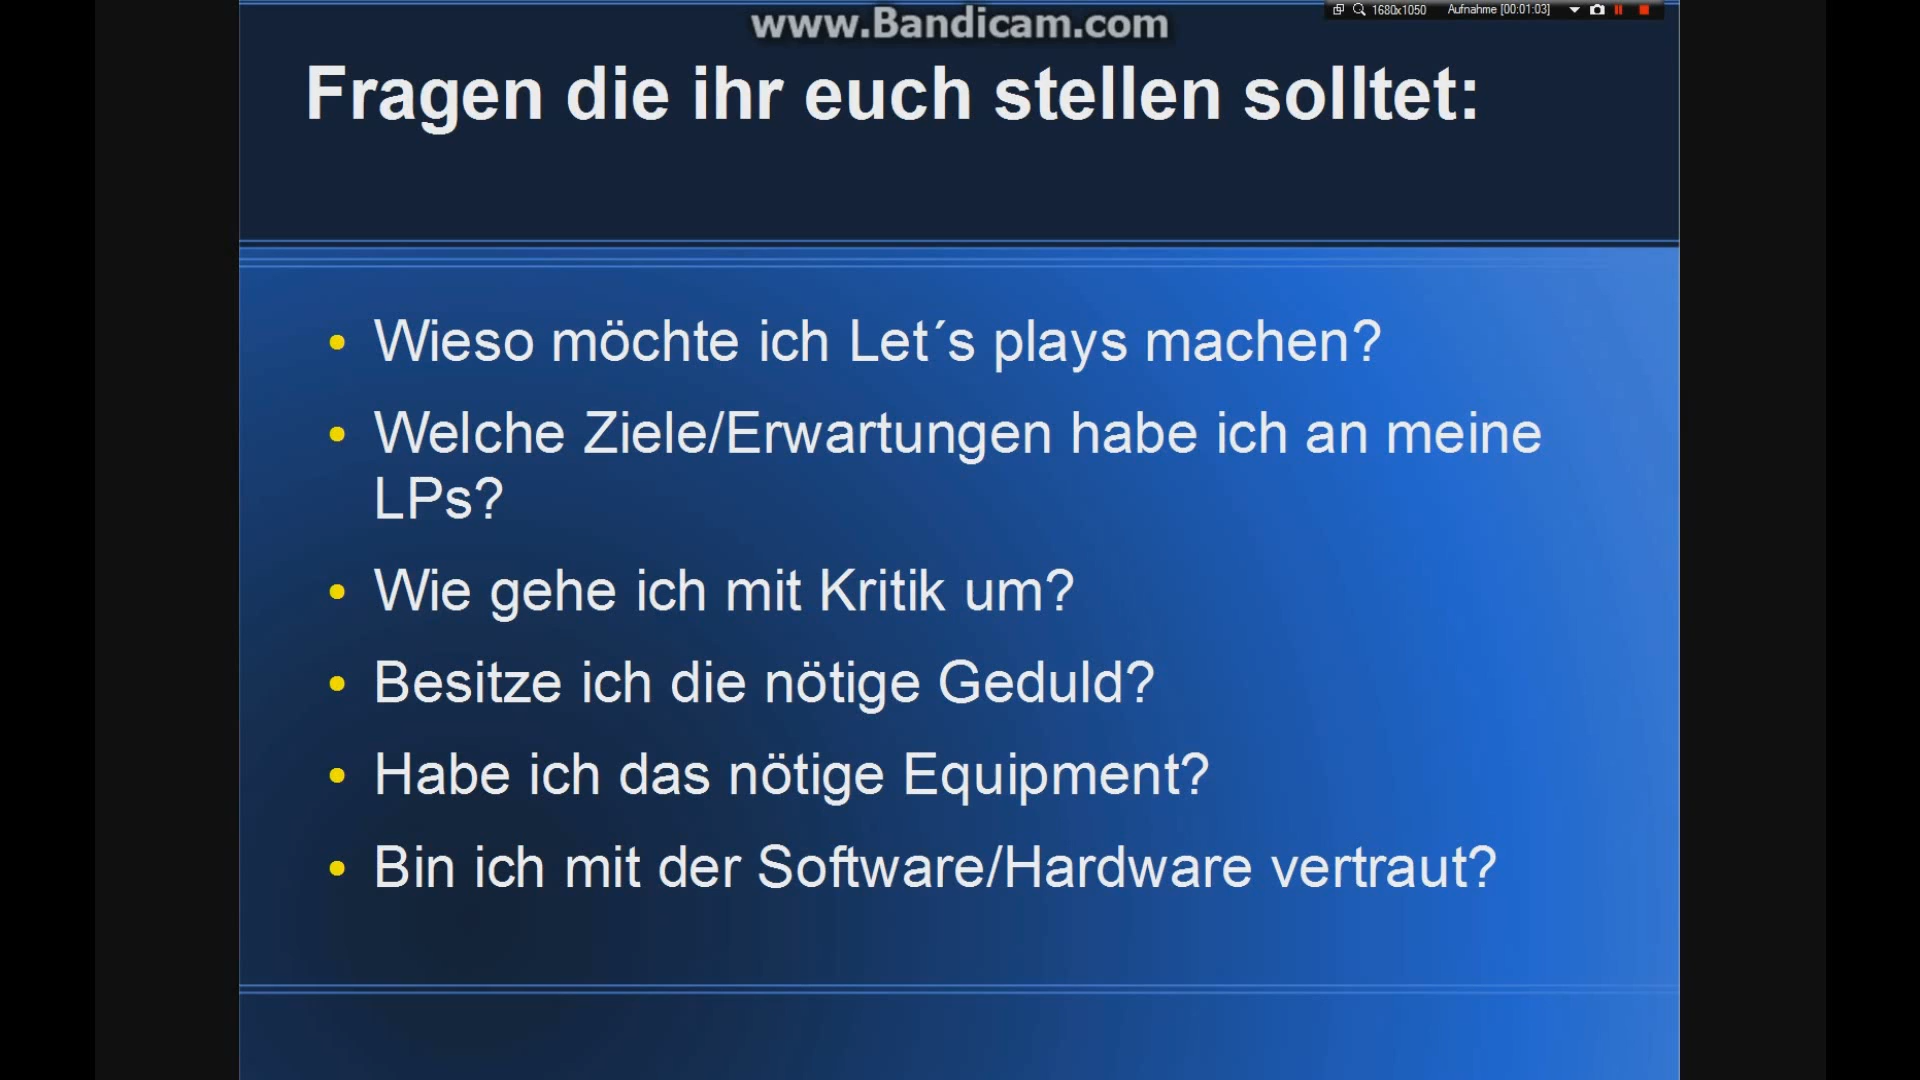 www.Bandicam.com
1680x1050 Aufnahme [00:01:03]
Fragen die ihr euch stellen solltet:
• Wieso möchte ich Let´s plays machen?
• Welche Ziele/Erwartungen habe ich an meine
LPs?
• Wie gehe ich mit Kritik um?
• Besitze ich die nötige Geduld?
• Habe ich das nötige Equipment?
• Bin ich mit der Software/Hardware vertraut?